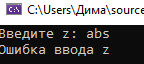 C:\Users\Дима\source
Введите z: abs
Ошибка ввода z